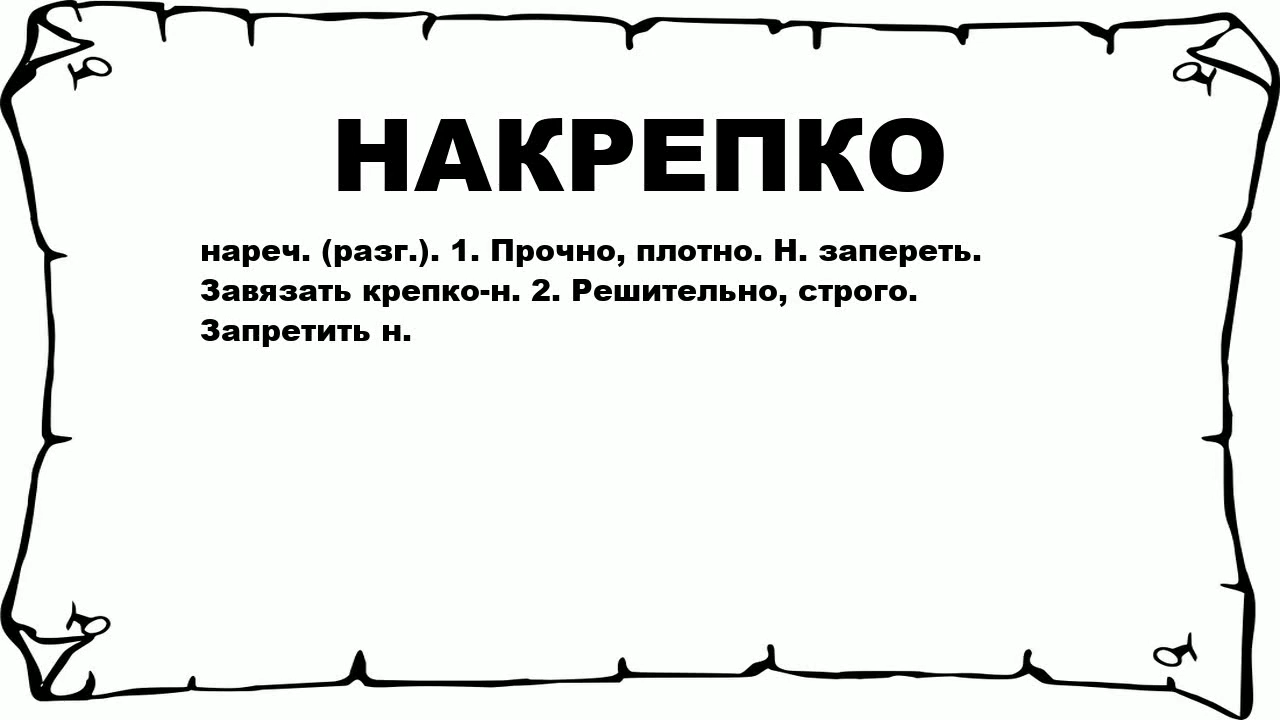 НАКРЕПКО
нареч. (разг.). 1. Прочно, плотно. Н. запереть.
Завязать крепко-н. 2. Решительно, строго.
Запретить н.